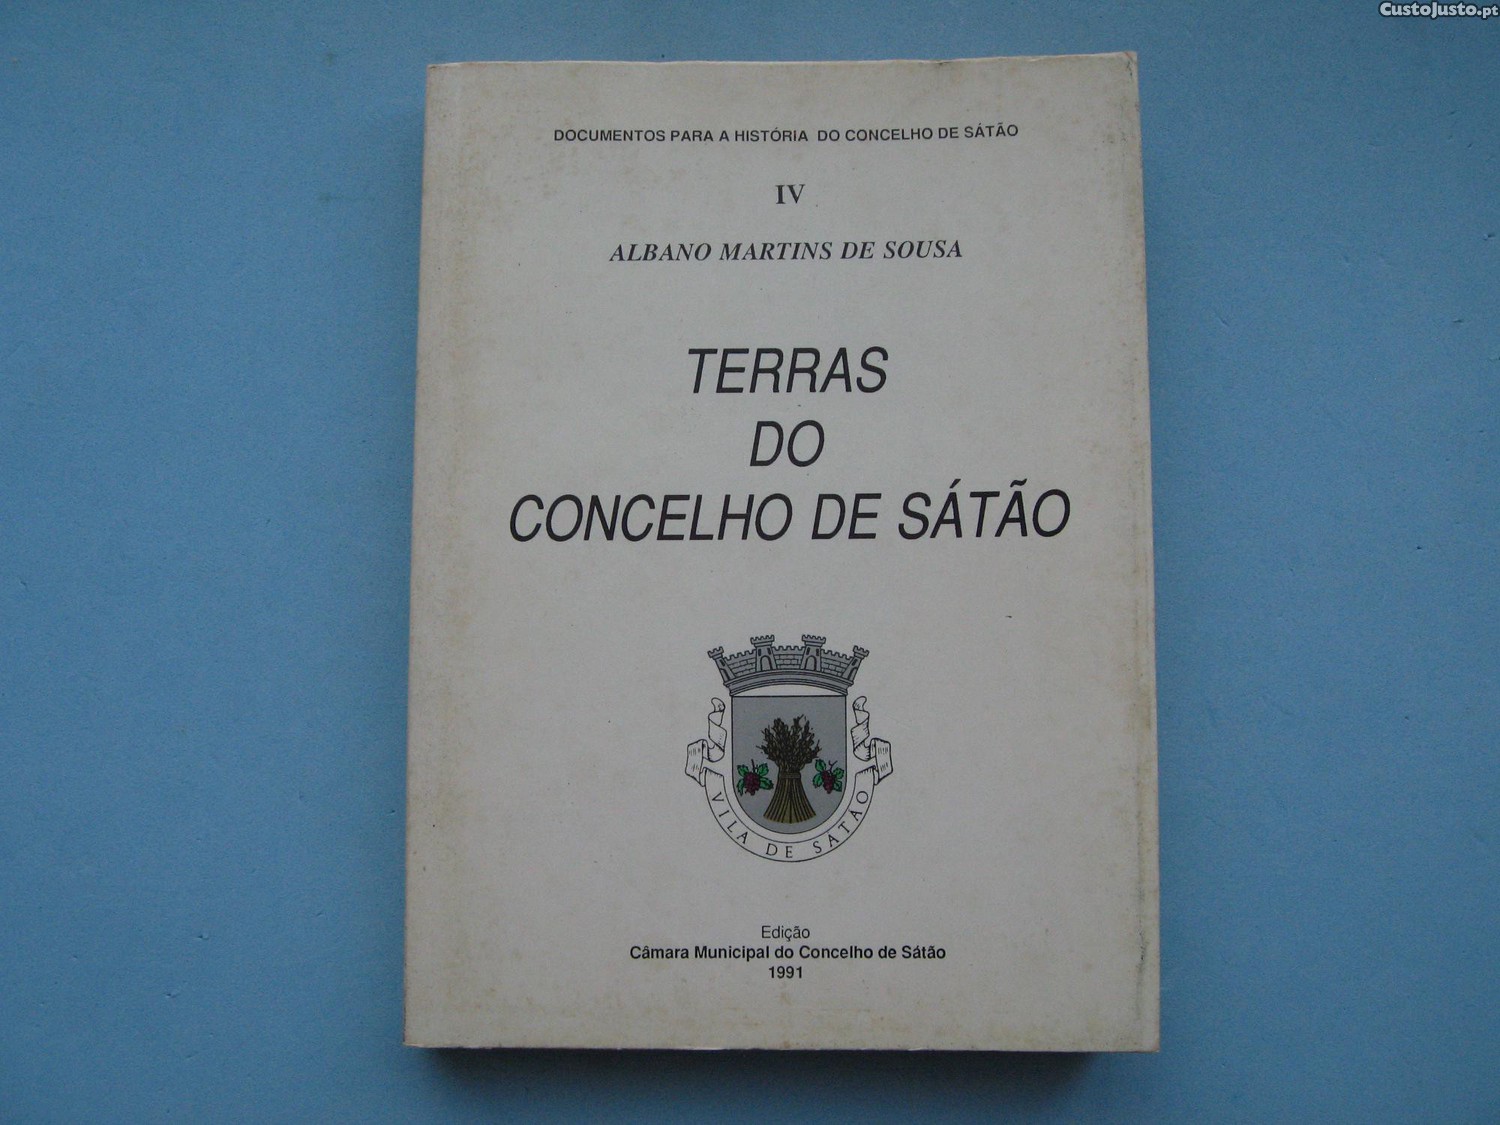 CustoJusto.pt
DOCUMENTOS PARA A HISTÓRIA DO CONCELHO DE SÁTÃO
IV
ALBANO MARTINS DE SOUSA
TERRAS
DO
CONCELHO DE SÁTÃO
VILA DE SATÃO
Edição
Câmara Municipal do Concelho de Sátão
1991